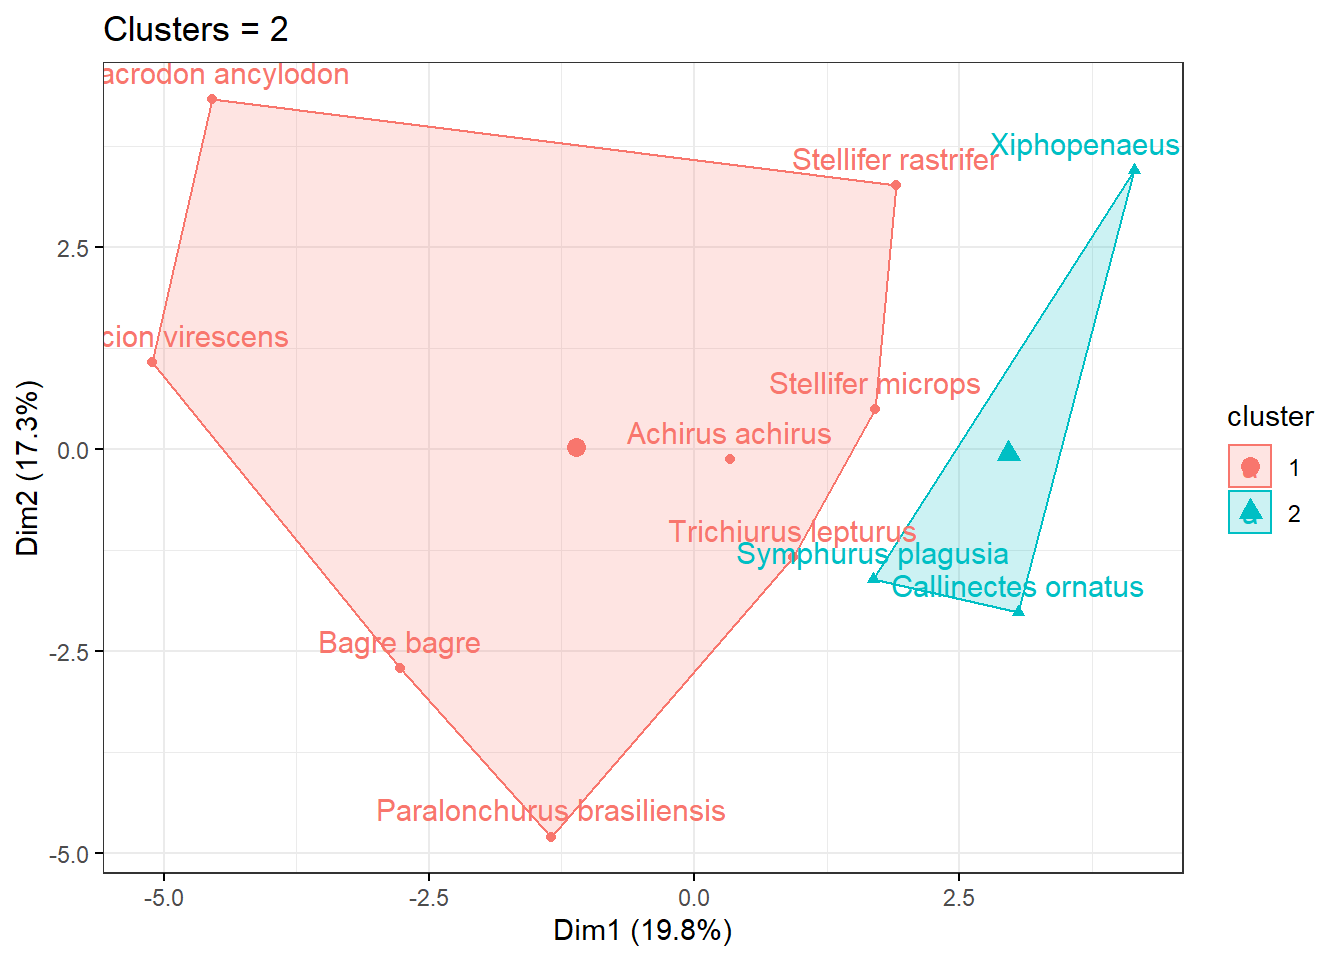 Clusters = 2
acrodon ancylodon
Xiphopenaeus
Stellifer rastrifer
2.5
cion virescens
Stellifer microps
Achirus achirus
0.0
Trichiurus lepturus
Symphurus plagusia
Callinectes ornatus
Bagre bagre
-2.5
Paralonchurus brasiliensis
-5.0
-5.0 -2.5 0.0 2.5
Dim1 (19.8%)
Dim2 (17.3%)
cluster
1
2